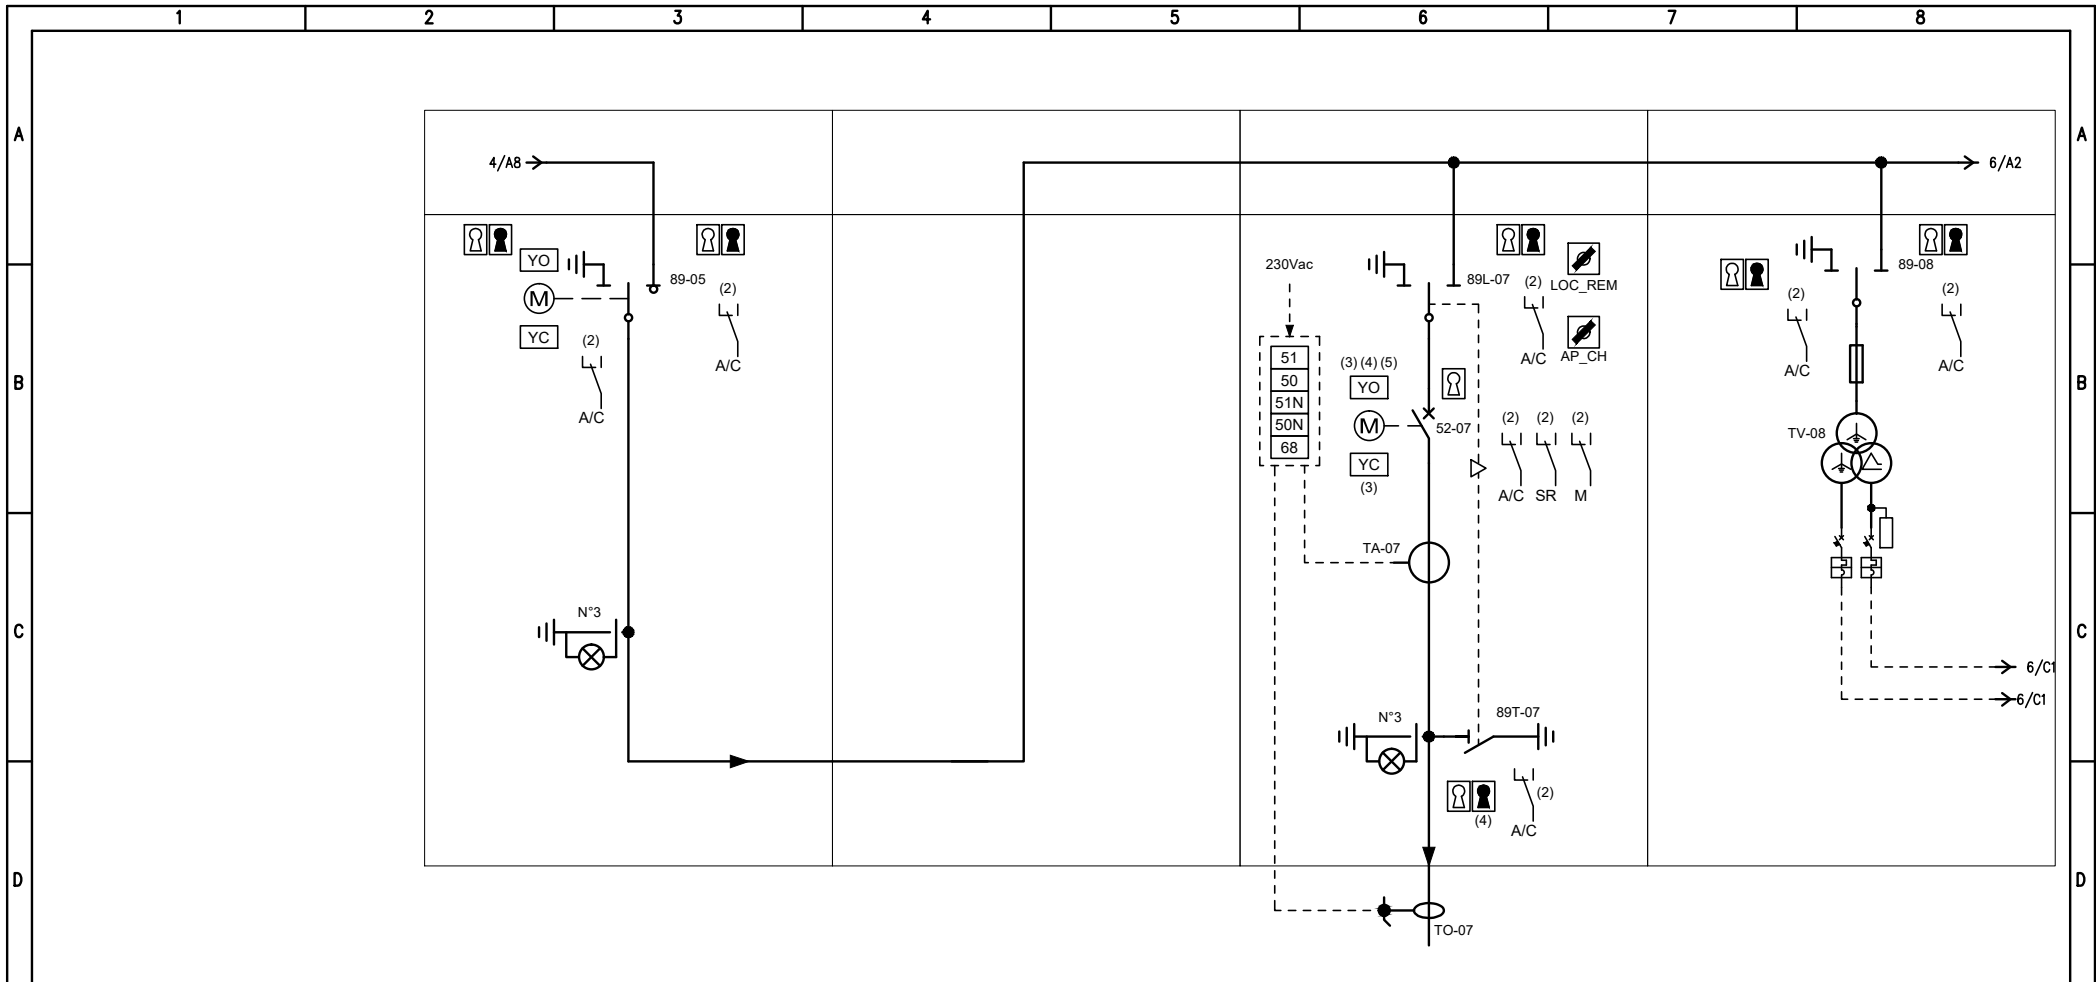 1 2 3 4 5 6 7 8
A A
4/A8 6/A2
YO 89-05 (2)
M
YC (2)
A/C
A/C
230Vac
51
50
51N
50N
68
89L-07 (2) LOC_REM
A/C AP_CH
(3) (4) (5)
YO
M 52-07
YC
(3)
(2) (2) (2)
A/C SR M
89-08
(2) (2)
A/C A/C
TV-08
B B
TA-07
N°3
C C
6/C1
6/C1
N°3 89T-07
(2)
(4) A/C
D D
TO-07